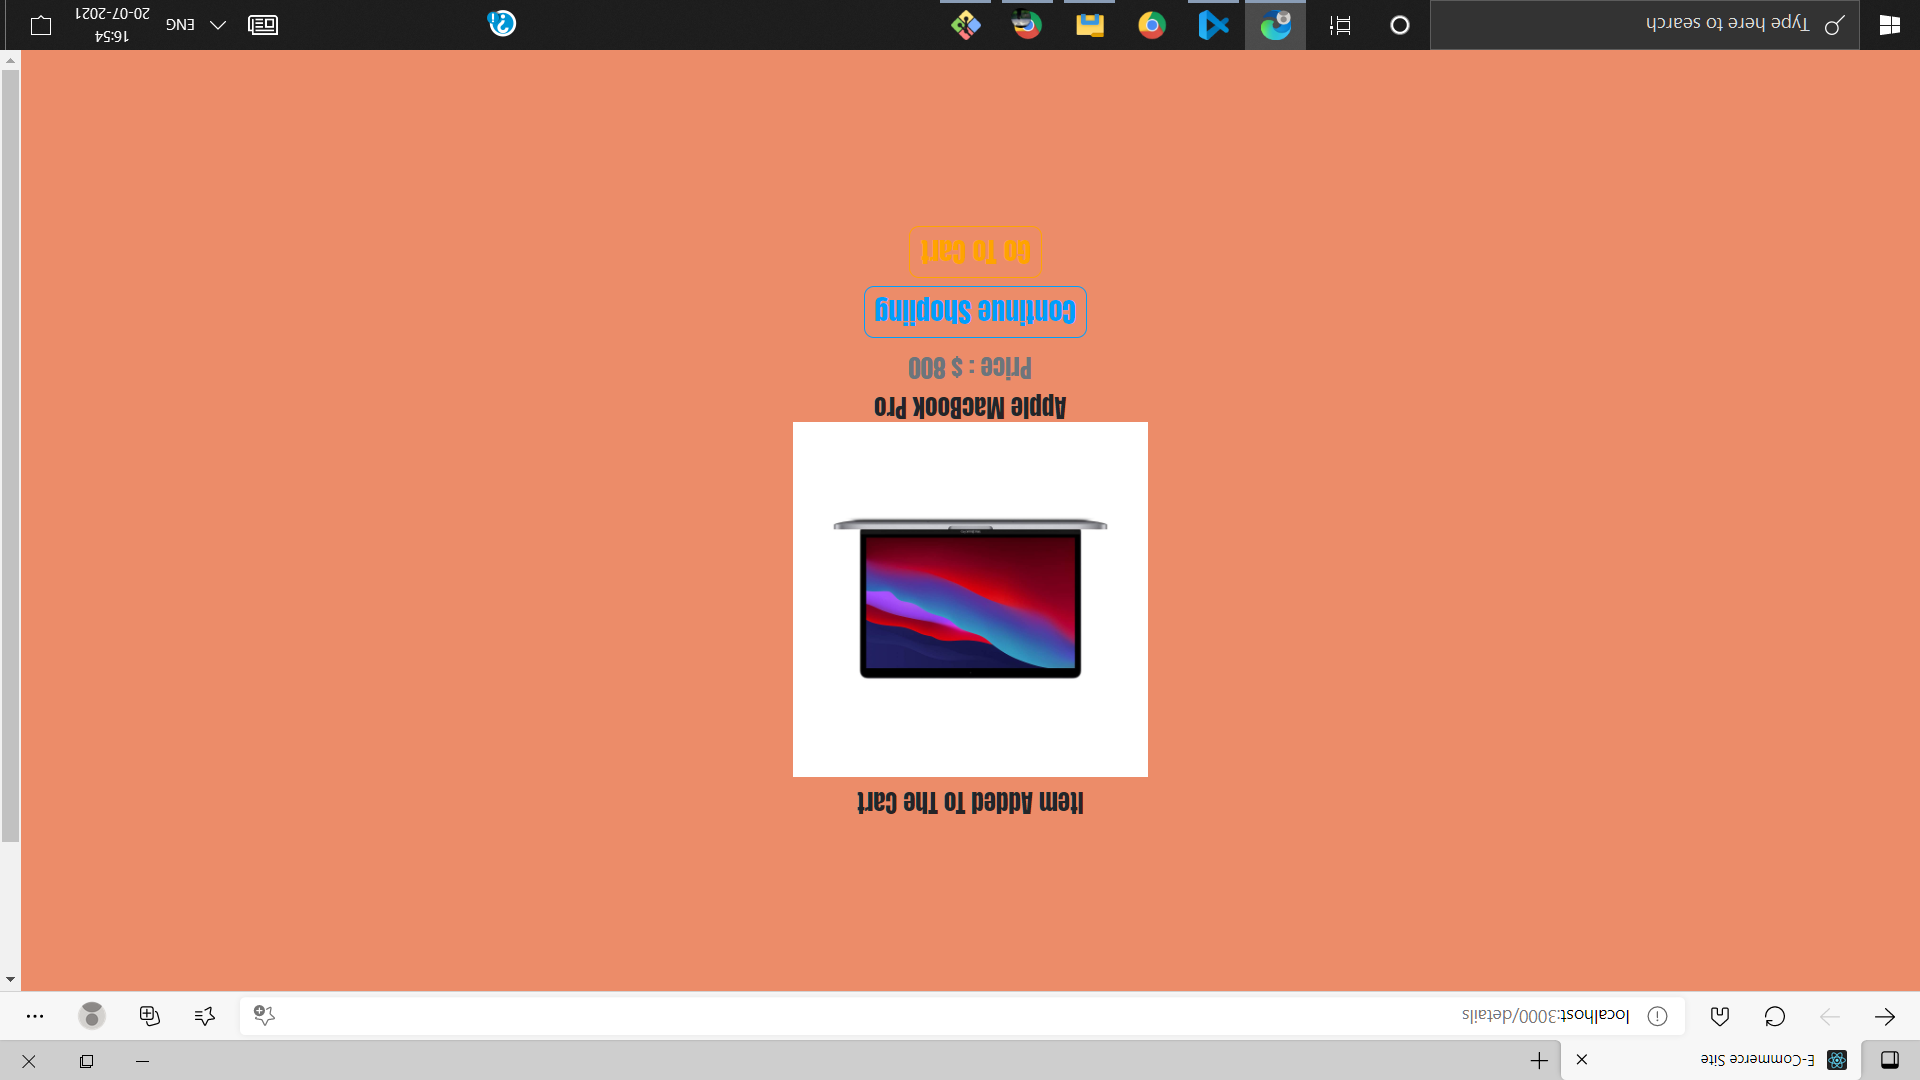 E-Commerce Site
localhost:3000/details
Item Added To The Cart
Apple MacBook Pro
Price : $ 800
Continue Shopiing
Go To Cart
Type here to search
ENG
16:54
20-07-2021